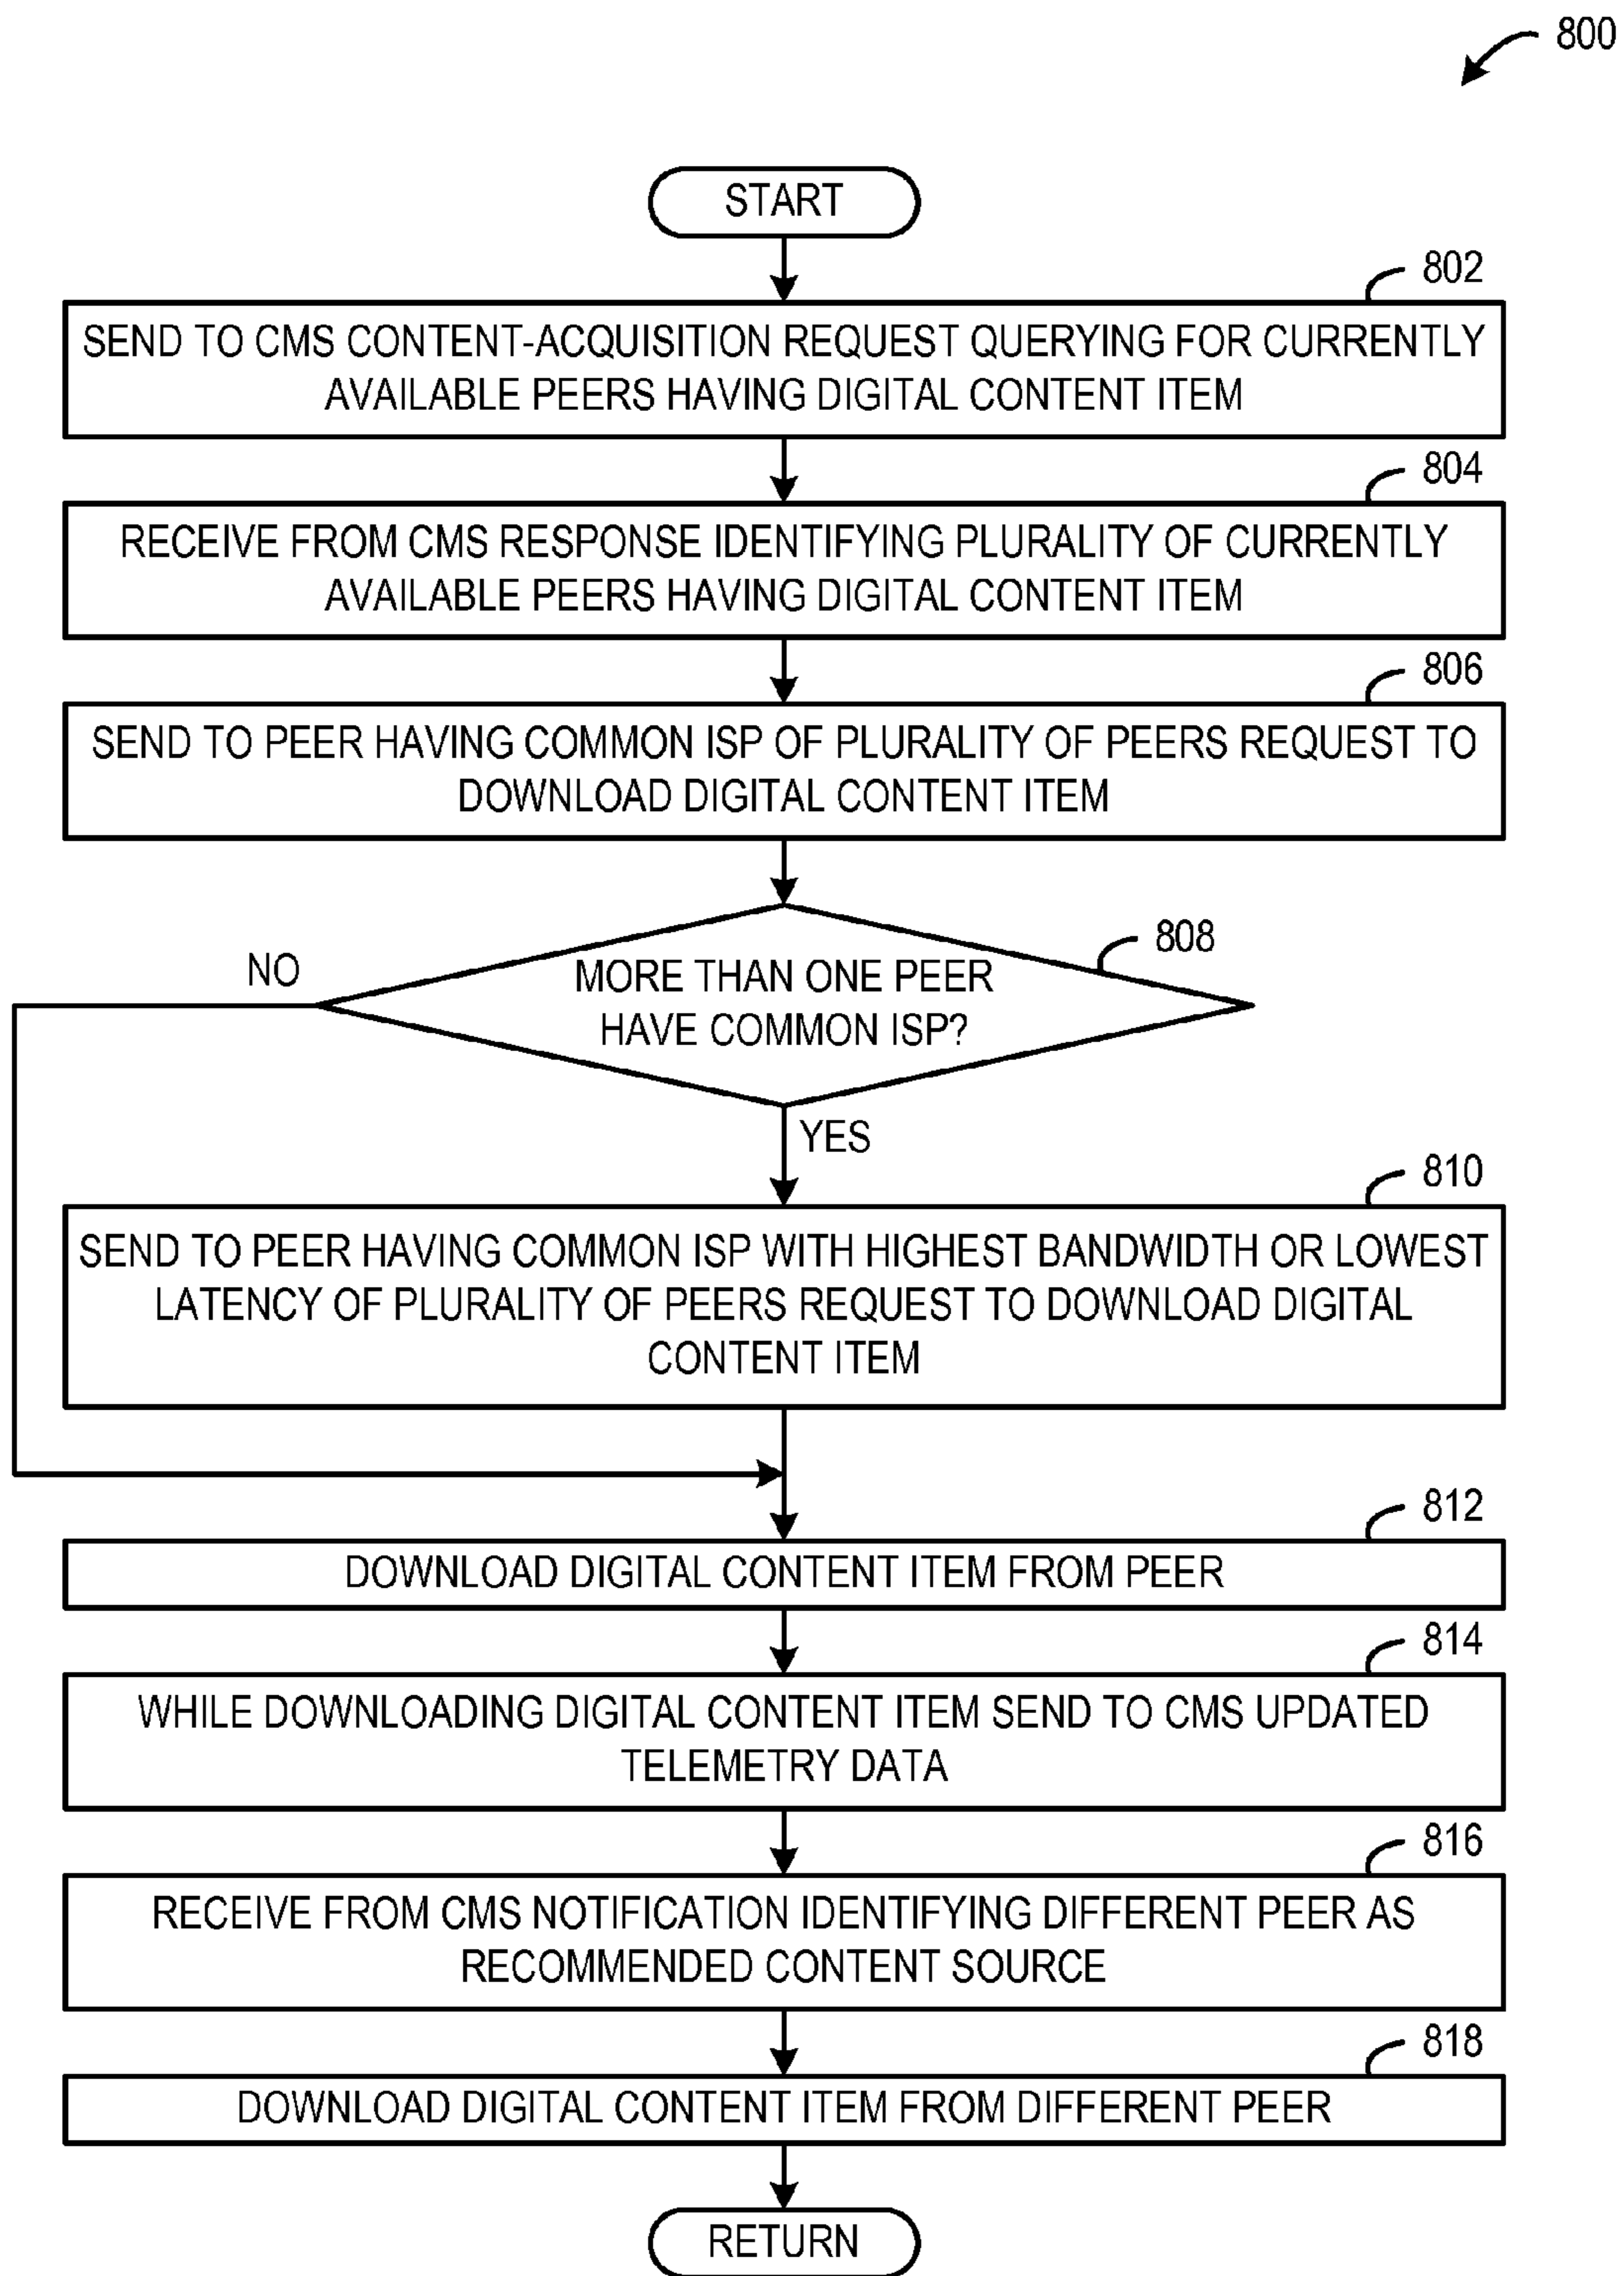 800
START
802
SEND TO CMS CONTENT-ACQUISITION REQUEST QUERYING FOR CURRENTLY
AVAILABLE PEERS HAVING DIGITAL CONTENT ITEM
804
RECEIVE FROM CMS RESPONSE IDENTIFYING PLURALITY OF CURRENTLY
AVAILABLE PEERS HAVING DIGITAL CONTENT ITEM
806
SEND TO PEER HAVING COMMON ISP OF PLURALITY OF PEERS REQUEST TO
DOWNLOAD DIGITAL CONTENT ITEM
808
NO
MORE THAN ONE PEER
HAVE COMMON ISP?
YES
810
SEND TO PEER HAVING COMMON ISP WITH HIGHEST BANDWIDTH OR LOWEST
LATENCY OF PLURALITY OF PEERS REQUEST TO DOWNLOAD DIGITAL
CONTENT ITEM
812
DOWNLOAD DIGITAL CONTENT ITEM FROM PEER
814
WHILE DOWNLOADING DIGITAL CONTENT ITEM SEND TO CMS UPDATED
TELEMETRY DATA
816
RECEIVE FROM CMS NOTIFICATION IDENTIFYING DIFFERENT PEER AS
RECOMMENDED CONTENT SOURCE
818
DOWNLOAD DIGITAL CONTENT ITEM FROM DIFFERENT PEER
RETURN